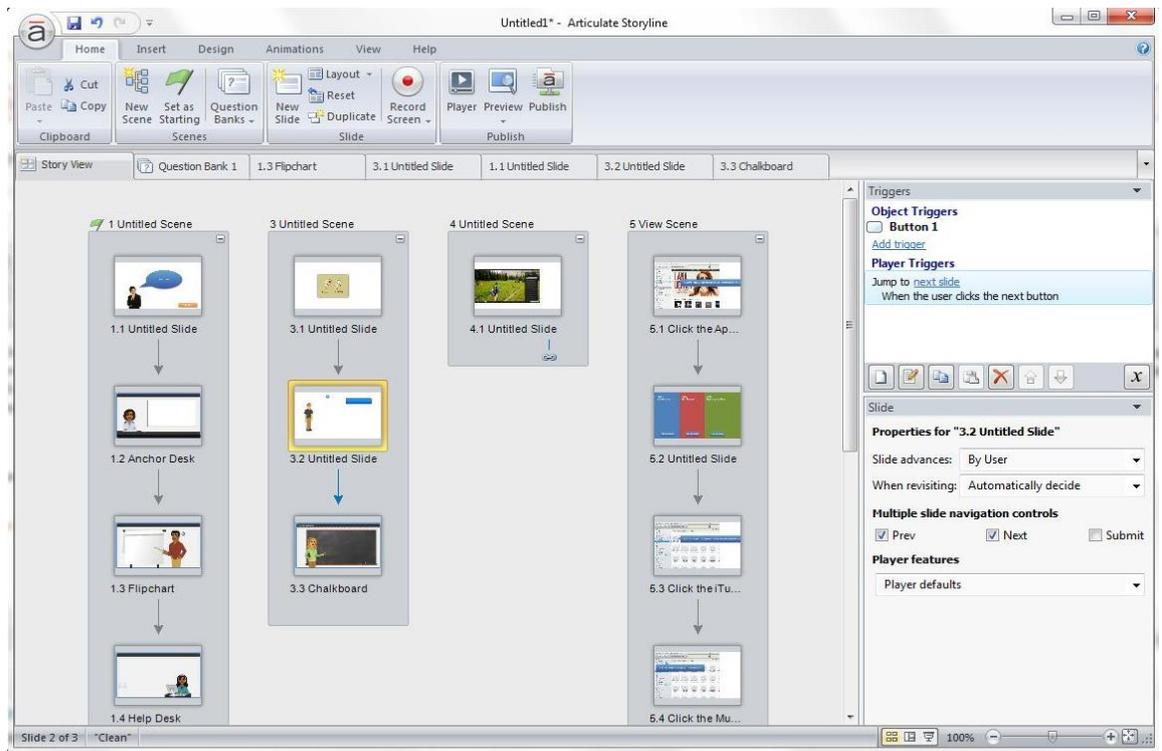 Untitled1* - Articulate Storyline
Home Insert Design Animations View Help
Paste Cut Copy
Clipboard
New Scene Set as Starting Question Banks
Scenes
New Slide Layout Reset Duplicate Record Screen
Slide
Player Preview Publish
Publish
Story View Question Bank 1 1.3 Flipchart 3.1 Untitled Slide 1.1 Untitled Slide 3.2 Untitled Slide 3.3 Chalkboard
1 Untitled Scene
1.1 Untitled Slide
1.2 Anchor Desk
1.3 Flipchart
1.4 Help Desk
3 Untitled Scene
3.1 Untitled Slide
3.2 Untitled Slide
3.3 Chalkboard
4 Untitled Scene
4.1 Untitled Slide
5 View Scene
5.1 Click the Ap...
5.2 Untitled Slide
5.3 Click the iTu...
5.4 Click the Mu...
Triggers
Object Triggers
Button 1
Add trigger
Player Triggers
Jump to next slide
When the user clicks the next button
x
Slide
Properties for "3.2 Untitled Slide"
Slide advances: By User
When revisiting: Automatically decide
Multiple slide navigation controls
Prev Next Submit
Player features
Player defaults
Slide 2 of 3 "Clean" 100%